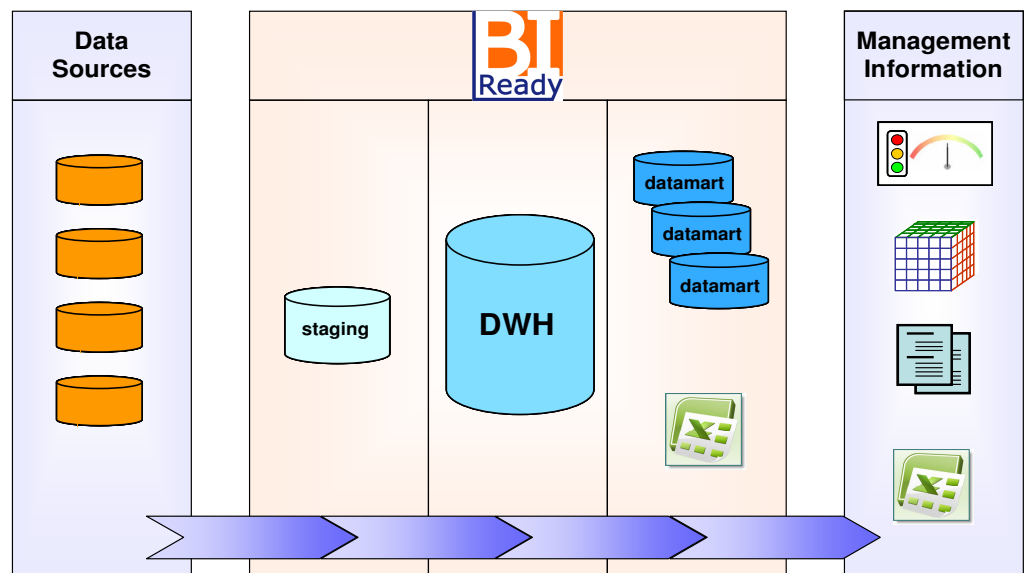 Data
Sources
BI
Ready
Management
Information
datamart
datamart
datamart
staging
DWH